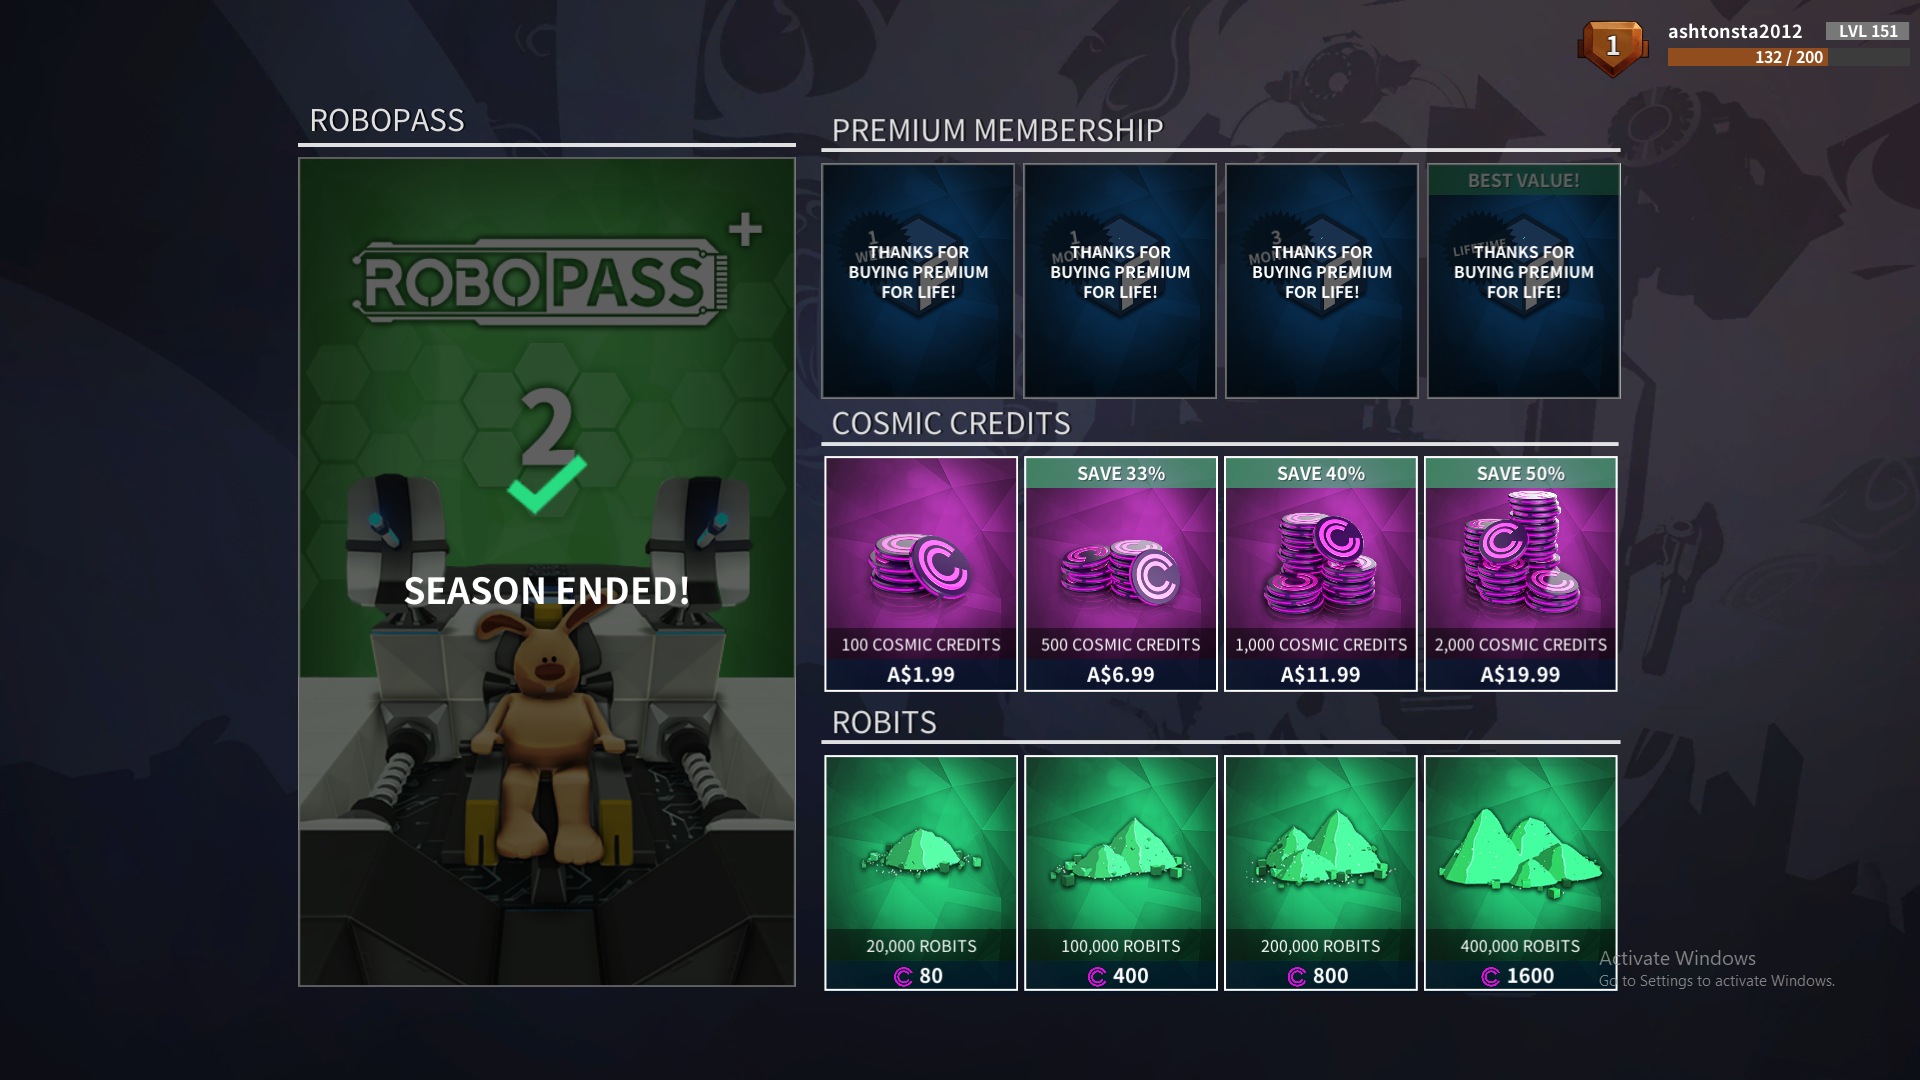 1
ashtonsta2012
LVL 151
132 / 200
ROBOPASS
ROBOPASS
+
2
SEASON ENDED!
PREMIUM MEMBERSHIP
1
THANKS FOR
BUYING PREMIUM
FOR LIFE!
1
THANKS FOR
BUYING PREMIUM
FOR LIFE!
3
THANKS FOR
BUYING PREMIUM
FOR LIFE!
BEST VALUE!
LIFETIME
THANKS FOR
BUYING PREMIUM
FOR LIFE!
COSMIC CREDITS
100 COSMIC CREDITS
A$1.99
SAVE 33%
500 COSMIC CREDITS
A$6.99
SAVE 40%
1,000 COSMIC CREDITS
A$11.99
SAVE 50%
2,000 COSMIC CREDITS
A$19.99
ROBITS
20,000 ROBITS
80
100,000 ROBITS
400
200,000 ROBITS
800
400,000 ROBITS
1600
Activate Windows
Go to Settings to activate Windows.